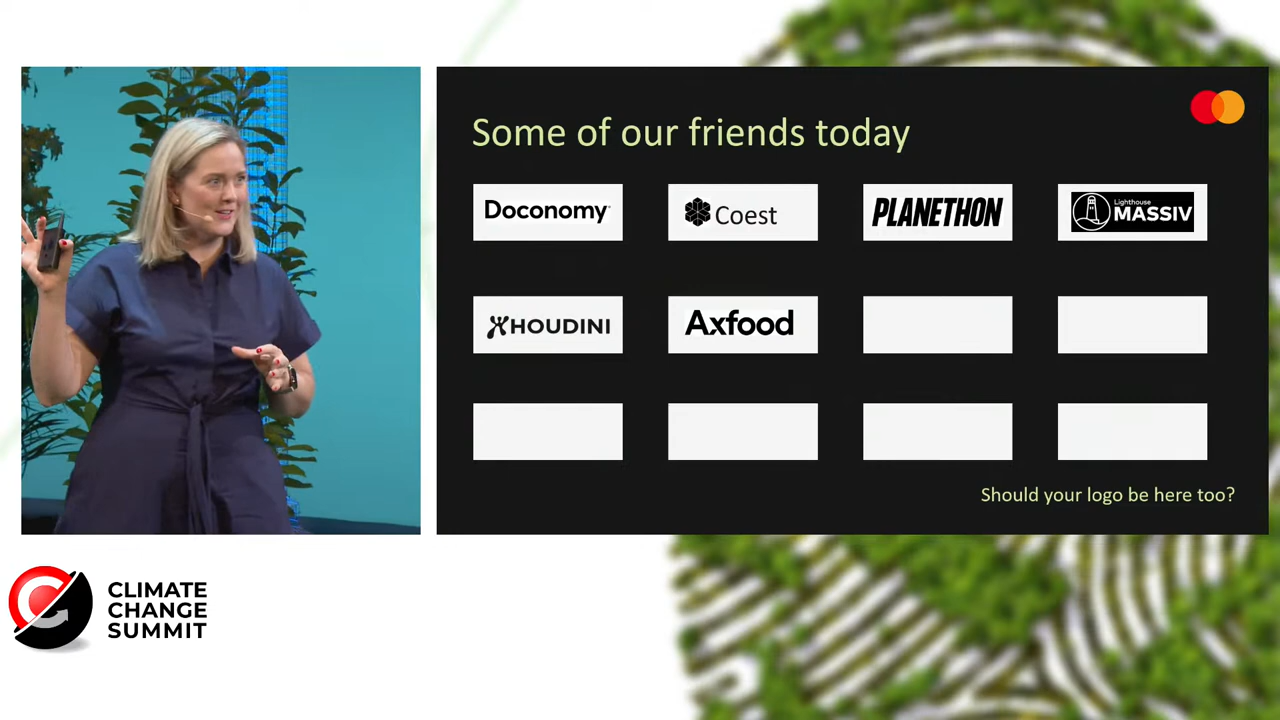 Some of our friends today
Doconomy
Coest
PLANETHON
Lighthouse
MASSIV
HOUDINI
Axfood
Should your logo be here too?
CLIMATE
CHANGE
SUMMIT